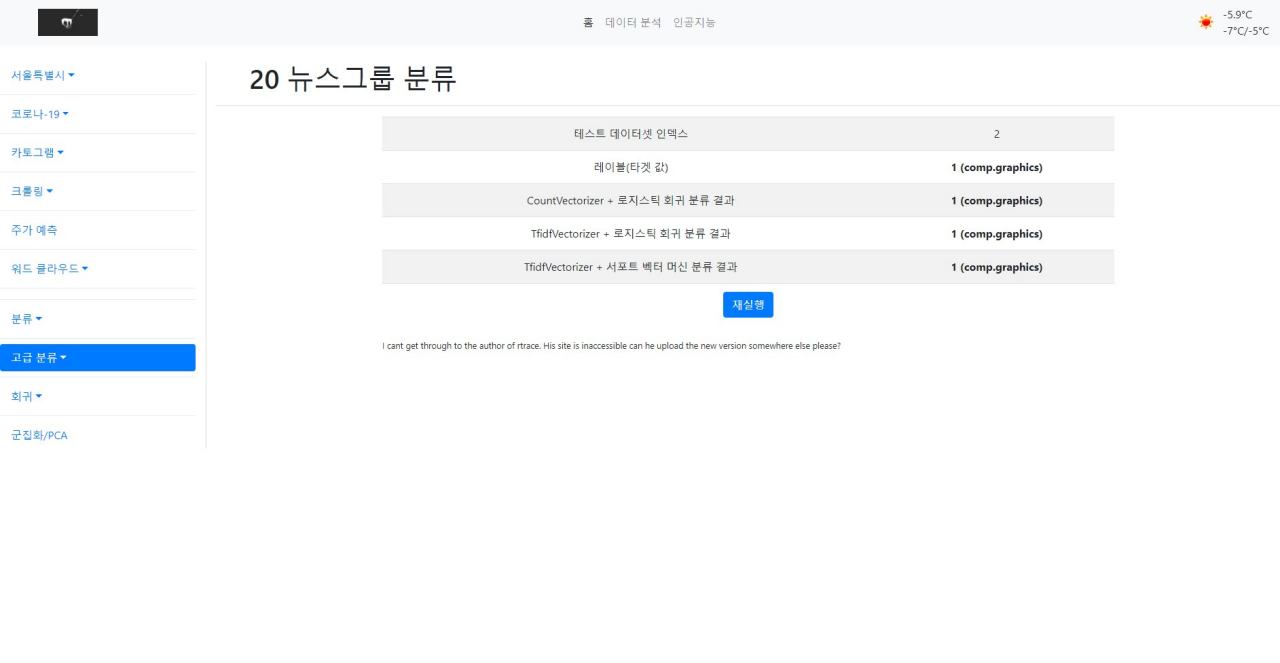 홈 데이터 분석 인공지능
-5.9°C
-7°C/-5°C
서울특별시
코로나-19
카토그램
크롤링
주가 예측
워드 클라우드
분류
고급 분류
회귀
군집화/PCA
20 뉴스그룹 분류
테스트 데이터셋 인덱스 2
레이블(타겟 값) 1 (comp.graphics)
CountVectorizer + 로지스틱 회귀 분류 결과 1 (comp.graphics)
TfidfVectorizer + 로지스틱 회귀 분류 결과 1 (comp.graphics)
TfidfVectorizer + 서포트 벡터 머신 분류 결과 1 (comp.graphics)
재실행
I cant get through to the author of rtrace. His site is inaccessible can he upload the new version somewhere else please?